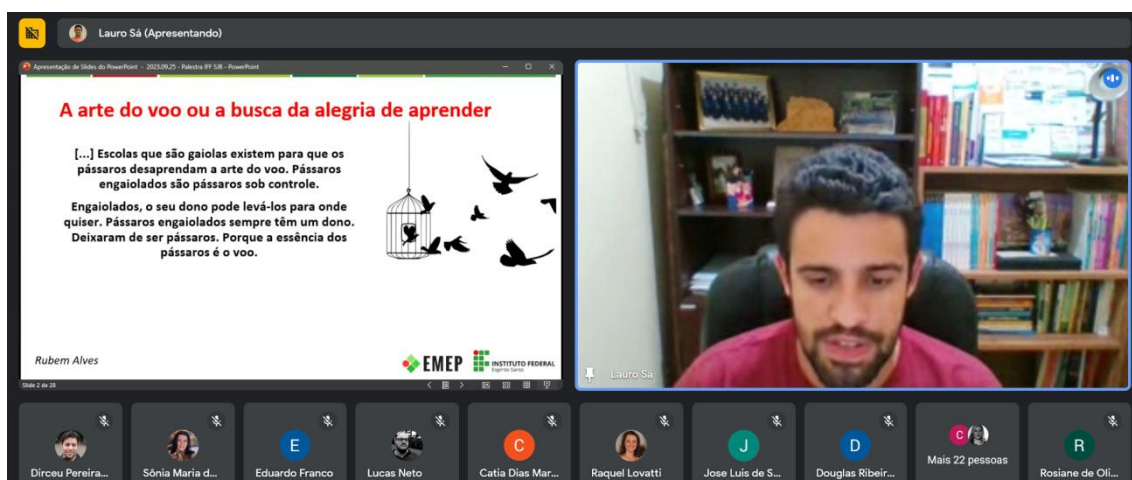 Lauro Sá (Apresentando)
Apresentação de Slides do PowerPoint - 2023.09.25 - Palestra IFF SJB - PowerPoint
A arte do voo ou a busca da alegria de aprender
[...] Escolas que são gaiolas existem para que os
pássaros desaprendam a arte do voo. Pássaros
engaiolados são pássaros sob controle.
Engaiolados, o seu dono pode levá-los para onde
quiser. Pássaros engaiolados sempre têm um dono.
Deixaram de ser pássaros. Porque a essência dos
pássaros é o voo.
Rubem Alves
EMEP
INSTITUTO FEDERAL
Espírito Santo
Slide 2 de 28
Lauro Sá
Dirceu Pereira...
Sônia Maria d...
E
Eduardo Franco
Lucas Neto
C
Catia Dias Mar...
Raquel Lovatti
J
Jose Luis de S...
D
Douglas Ribeir...
C
Mais 22 pessoas
R
Rosiane de Oli...